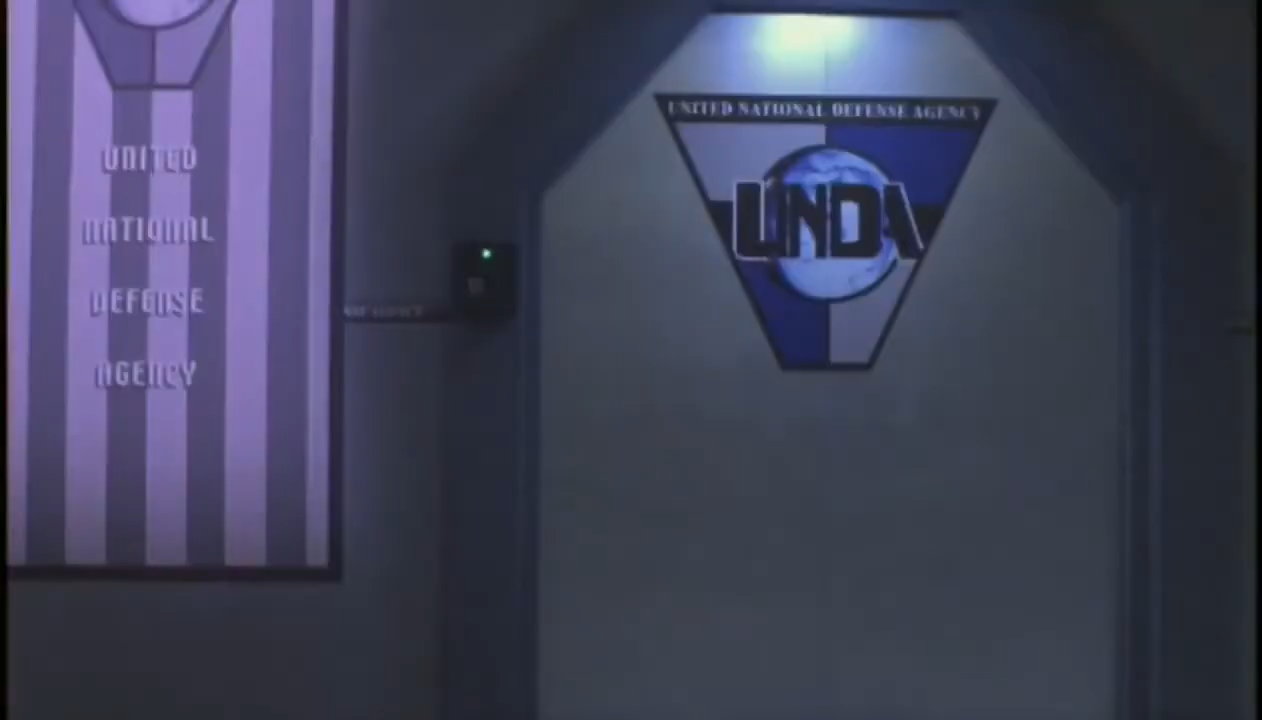 UNITED
NATIONAL
DEFENSE
AGENCY
UNITED NATIONAL DEFENSE AGENCY
UNDA